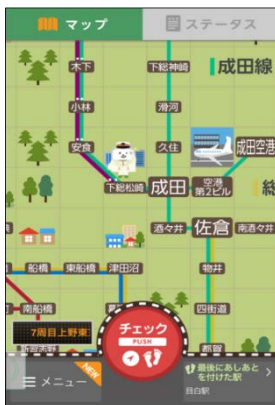 マップ
ステータス
木下
下総神崎
成田線
小林
滑河
安食
久住
成田空港
下総松崎
成田
空港
第2ビル
総
酒々井
佐倉
南酒々井
船橋
東船橋
津田沼
物井
南船橋
四街道
7周目上野東
チェック
PUSH
都賀
NEW
メニュー
最後にあしあと
を付けた駅
目白駅